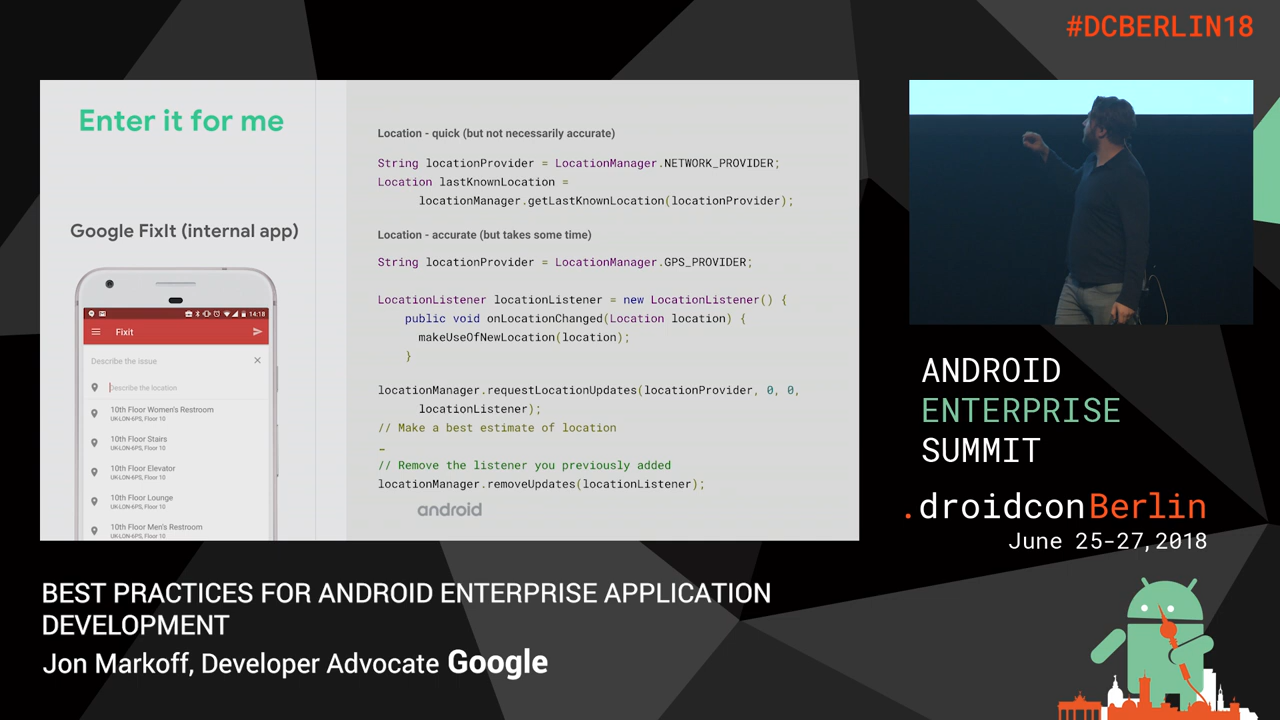 #DCBERLIN18
Enter it for me
Google FixIt (internal app)
14:18
Fixit
Describe the issue
Describe the location
10th Floor Women's Restroom
UK-LON-6PS, Floor 10
10th Floor Stairs
UK-LON-6PS, Floor 10
10th Floor Elevator
UK-LON-6PS, Floor 10
10th Floor Lounge
UK-LON-6PS, Floor 10
10th Floor Men's Restroom
UK-LON-6PS, Floor 10
Location - quick (but not necessarily accurate)
String locationProvider = LocationManager.NETWORK_PROVIDER;
Location lastKnownLocation =
locationManager.getLastKnownLocation(locationProvider);
Location - accurate (but takes some time)
String locationProvider = LocationManager.GPS_PROVIDER;
LocationListener locationListener = new LocationListener() {
public void onLocationChanged(Location location) {
makeUseOfNewLocation(location);
}
locationManager.requestLocationUpdates(locationProvider, 0, 0,
locationListener);
// Make a best estimate of location
…
// Remove the listener you previously added
locationManager.removeUpdates(locationListener);
android
ANDROID
ENTERPRISE
SUMMIT
.droidconBerlin
June 25-27,2018
BEST PRACTICES FOR ANDROID ENTERPRISE APPLICATION
DEVELOPMENT
Jon Markoff, Developer Advocate Google